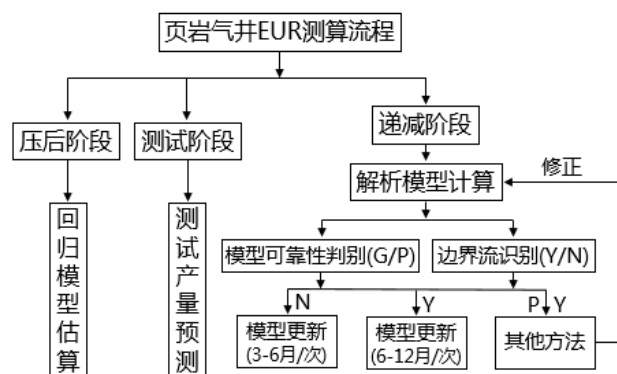 页岩气井EUR测算流程
压后阶段
测试阶段
递减阶段
解析模型计算
修正
回归模型估算
测试产量预测
模型可靠性判别(G/P)
边界流识别(Y/N)
N
Y
P Y
模型更新
(3-6月/次)
模型更新
(6-12月/次)
其他方法